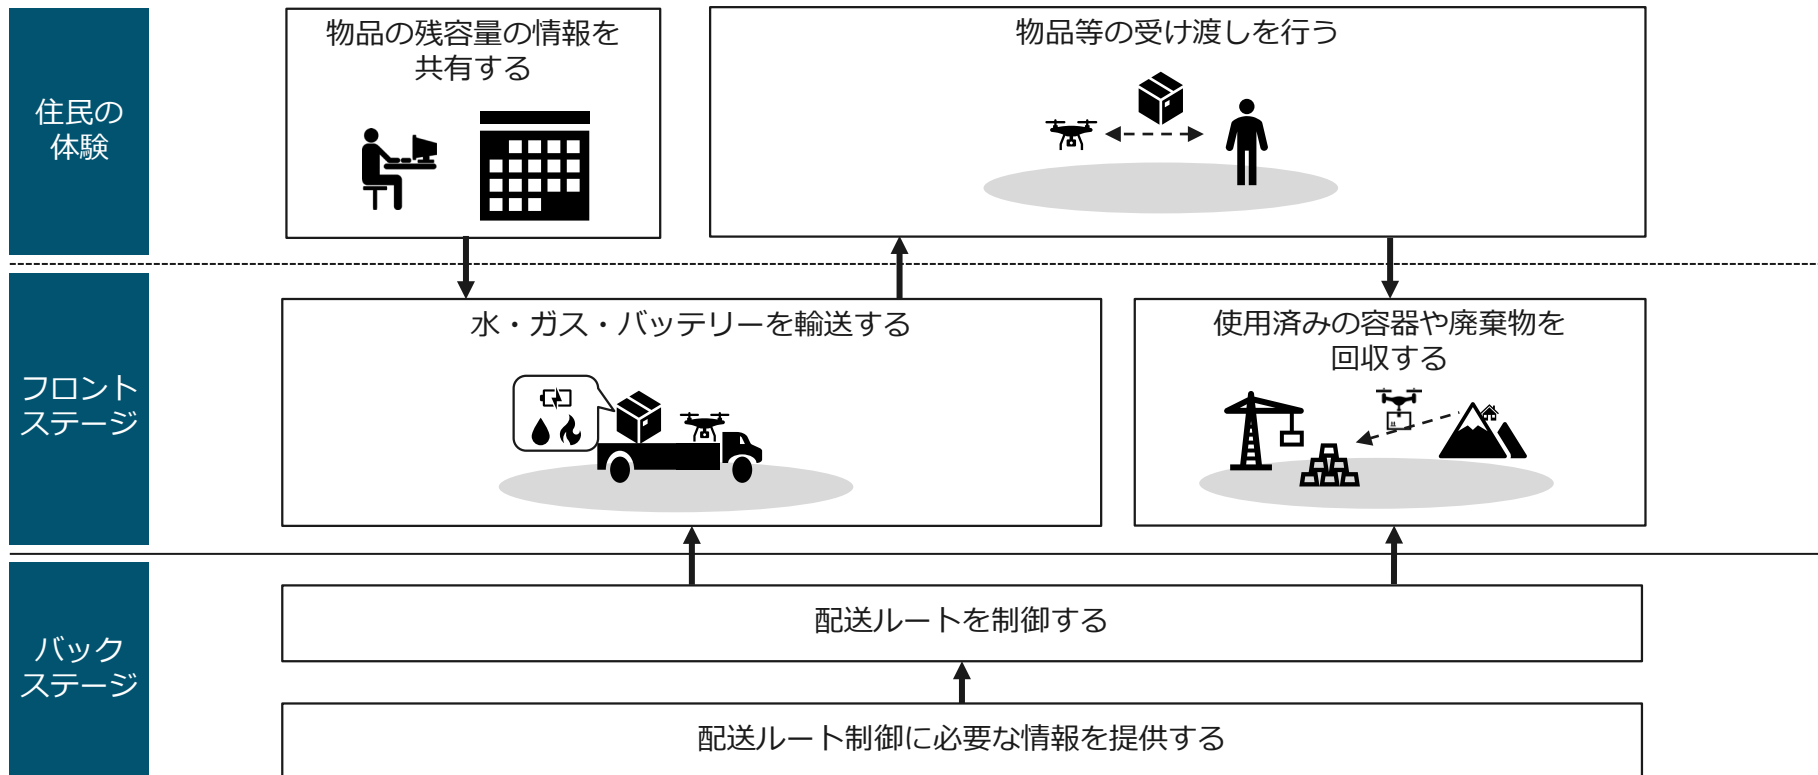 住民の
体験
物品の残容量の情報を
共有する
物品等の受け渡しを行う
フロント
ステージ
水・ガス・バッテリーを輸送する
使用済みの容器や廃棄物を
回収する
バック
ステージ
配送ルートを制御する
配送ルート制御に必要な情報を提供する